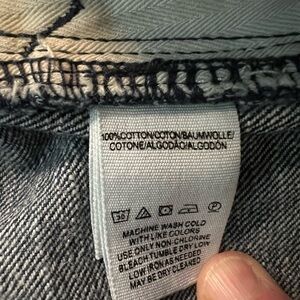 100%COTTON/COTON/BAUMWOLLE/
COTONE/ALGODÃO/ALGODÓN
30 P
MACHINE WASH COLD
WITH LIKE COLORS
USE ONLY NON-CHLORINE
BLEACH TUMBLE DRY LOW
LOW IRON AS NEEDED
MAY BE DRY CLEANED